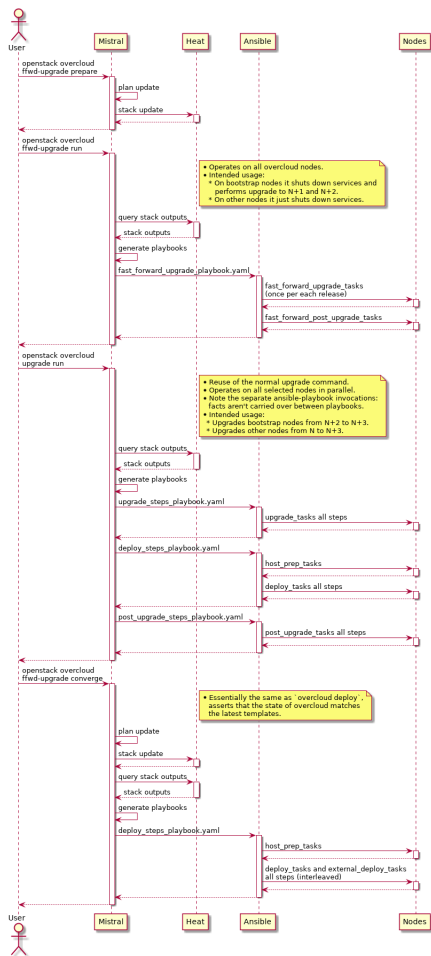 User
Mistral
Heat
Ansible
Nodes
openstack overcloud
ffwd-upgrade prepare
plan update
stack update
openstack overcloud
ffwd-upgrade run
• Operates on all overcloud nodes.
• Intended usage:
* On bootstrap nodes it shuts down services and
performs upgrade to N+1 and N+2.
* On other nodes it just shuts down services.
query stack outputs
stack outputs
generate playbooks
fast_forward_upgrade_playbook.yaml
fast_forward_upgrade_tasks
(once per each release)
fast_forward_post_upgrade_tasks
openstack overcloud
upgrade run
• Reuse of the normal upgrade command.
• Operates on all selected nodes in parallel.
• Note the separate ansible-playbook invocations:
facts aren't carried over between playbooks.
• Intended usage:
* Upgrades bootstrap nodes from N+2 to N+3.
* Upgrades other nodes from N to N+3.
query stack outputs
stack outputs
generate playbooks
upgrade_steps_playbook.yaml
upgrade_tasks all steps
deploy_steps_playbook.yaml
host_prep_tasks
deploy_tasks all steps
post_upgrade_steps_playbook.yaml
post_upgrade_tasks all steps
openstack overcloud
ffwd-upgrade converge
• Essentially the same as `overcloud deploy`,
asserts that the state of overcloud matches
the latest templates.
plan update
stack update
query stack outputs
stack outputs
generate playbooks
deploy_steps_playbook.yaml
host_prep_tasks
deploy_tasks and external_deploy_tasks
all steps (interleaved)
User
Mistral
Heat
Ansible
Nodes